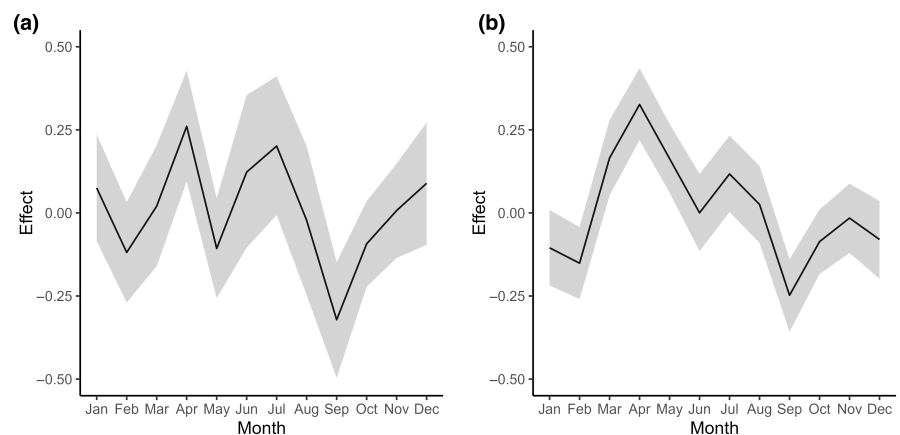 (a)
0.50
0.25
0.00
−0.25
−0.50
Effect
Jan Feb Mar Apr May Jun Jul Aug Sep Oct Nov Dec
Month
(b)
0.50
0.25
0.00
−0.25
−0.50
Effect
Jan Feb Mar Apr May Jun Jul Aug Sep Oct Nov Dec
Month